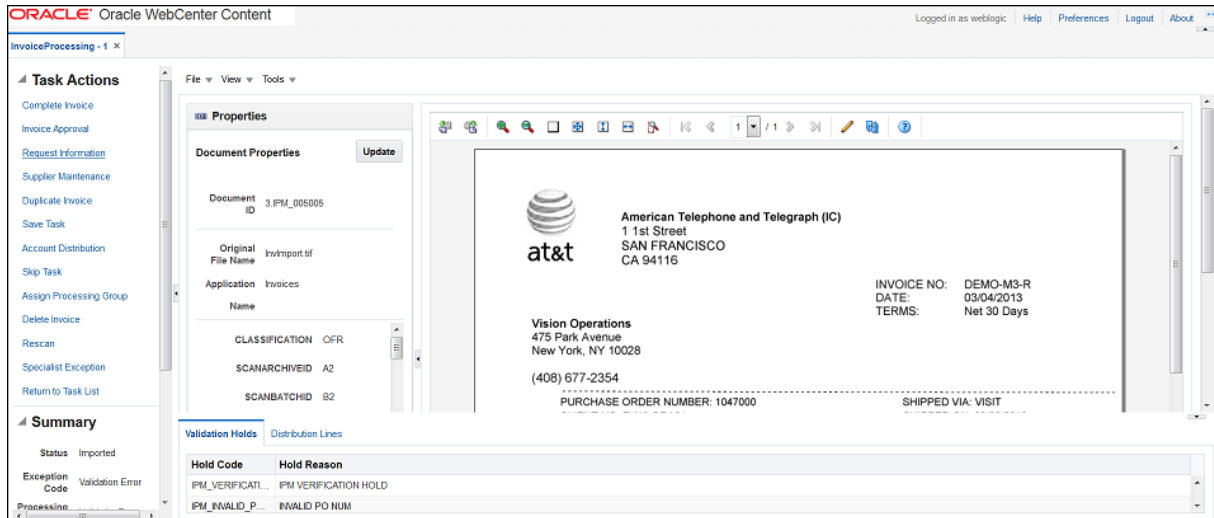 ORACLE Oracle WebCenter Content
Logged in as weblogic Help Preferences Logout About
InvoiceProcessing - 1 ×
Task Actions
Complete Invoice
Invoice Approval
Request Information
Supplier Maintenance
Duplicate Invoice
Save Task
Account Distribution
Skip Task
Assign Processing Group
Delete Invoice
Rescan
Specialist Exception
Return to Task List
Summary
Status Imported
Exception Code Validation Error
Processing
File View Tools
Properties
Document Properties Update
Document ID 3.IPM_005005
Original File Name InvImport.tif
Application Invoices
Name
CLASSIFICATION OFR
SCANARCHIVEID A2
SCANBATCHID B2
1 / 1
at&t
American Telephone and Telegraph (IC)
1 1st Street
SAN FRANCISCO
CA 94116
INVOICE NO: DEMO-M3-R
DATE: 03/04/2013
TERMS: Net 30 Days
Vision Operations
475 Park Avenue
New York, NY 10028
(408) 677-2354
PURCHASE ORDER NUMBER: 1047000 SHIPPED VIA: VISIT
Validation Holds Distribution Lines
Hold Code Hold Reason
IPM_VERIFICATI... IPM VERIFICATION HOLD
IPM_INVALID_P... INVALID PO NUM